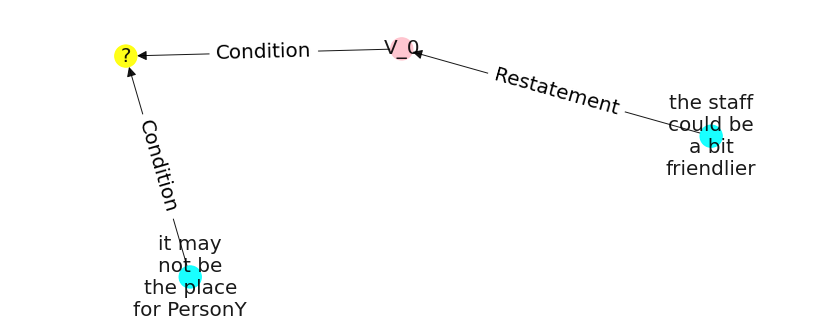 ?
Condition
V_0
Restatement
the staff
could be
a bit
friendlier
Condition
it may
not be
the place
for PersonY